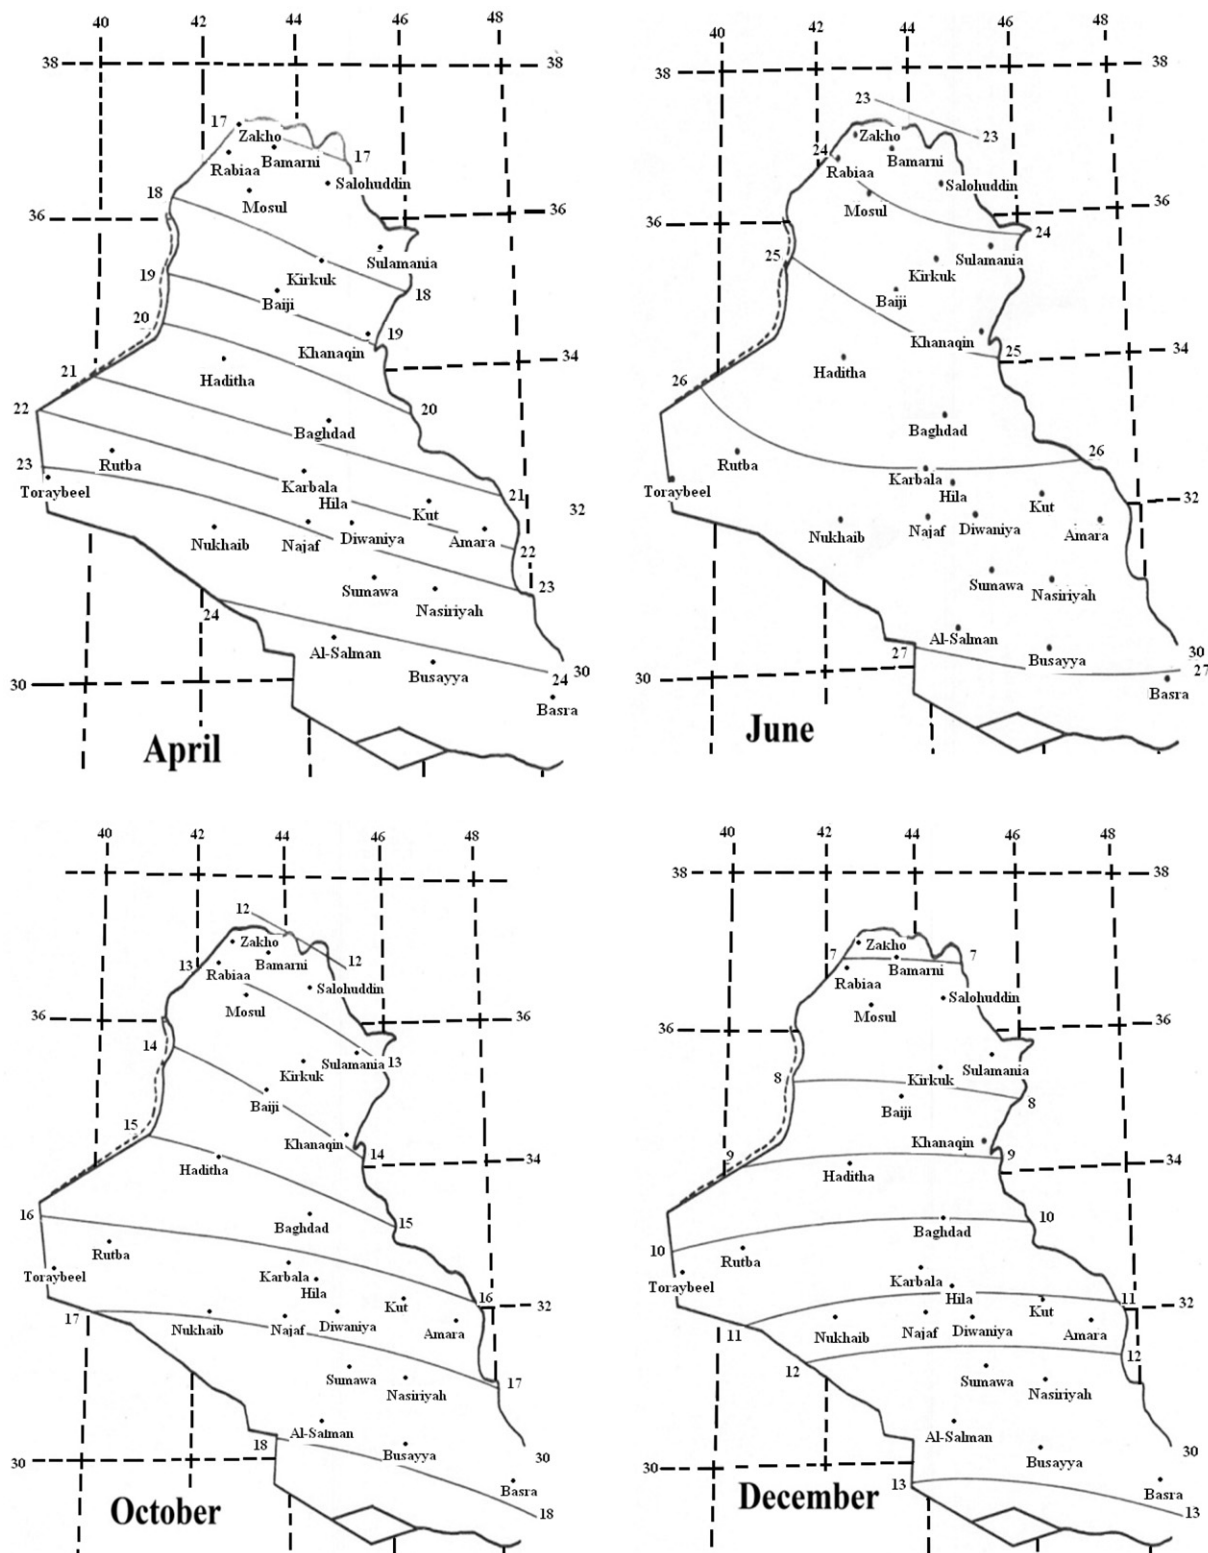 40 42 44 46 48
38 38
17 Zakho
Bamarni 17
Rabiaa
Salohuddin
18 Mosul
36 36
Sulamania
19 Kirkuk
18
Baiji
20 19
Khanaqin 34
21 Haditha
22 20
Baghdad
23 Rutba
Karbala 21
Toraybeel Hila 32
Kut
Nukhaib Najaf Diwaniya Amara
22
23
Sumawa
24 Nasiriyah
Al-Salman
30 Busayya 24 30
Basra
April
40 42 44 46 48
38 38
23
23
Zakho
24 Bamarni
Rabiaa
Salohuddin
Mosul
36 36
24
25 Sulamania
Kirkuk
Baiji
Khanaqin 25 34
Haditha
26
Baghdad
26
Rutba
Karbala
Toraybeel Hila 32
Kut
Nukhaib Najaf Diwaniya Amara
Sumawa
Nasiriyah
Al-Salman
27 Busayya 30
30 27
Basra
June
40 42 44 46 48
12
Zakho
13 Bamarni 12
Rabiaa
Salohuddin
Mosul
36 36
14
Sulamania 13
Kirkuk
Baiji
15 Khanaqin
14 34
Haditha
16 15
Baghdad
Rutba
Karbala
Toraybeel Hila
16 32
Kut
17 Nukhaib Najaf Diwaniya Amara
Sumawa 17
Nasiriyah
Al-Salman
18 Busayya
30 30
Basra
18
October
40 42 44 46 48
38 38
Zakho
7 Bamarni 7
Rabiaa
Salohuddin
Mosul
36 36
Sulamania
8 Kirkuk
8
Baiji
Khanaqin
9 9 34
Haditha
10
Baghdad
10 Rutba
Karbala
Toraybeel
Hila 11 32
Kut
11 Nukhaib Najaf Diwaniya Amara
12
12 Sumawa
Nasiriyah
Al-Salman
Busayya 30
30
13 Basra
13
December